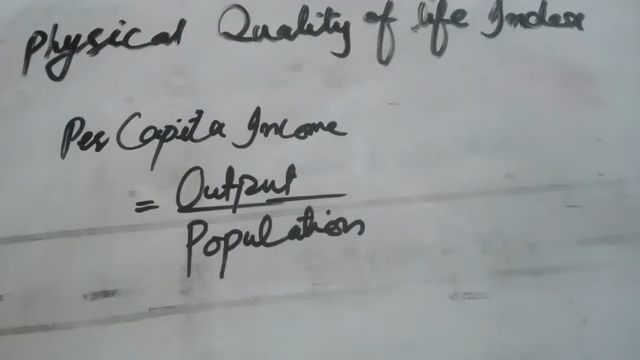 Physical Quality of life Index
Per Capita Income
= Output
Population